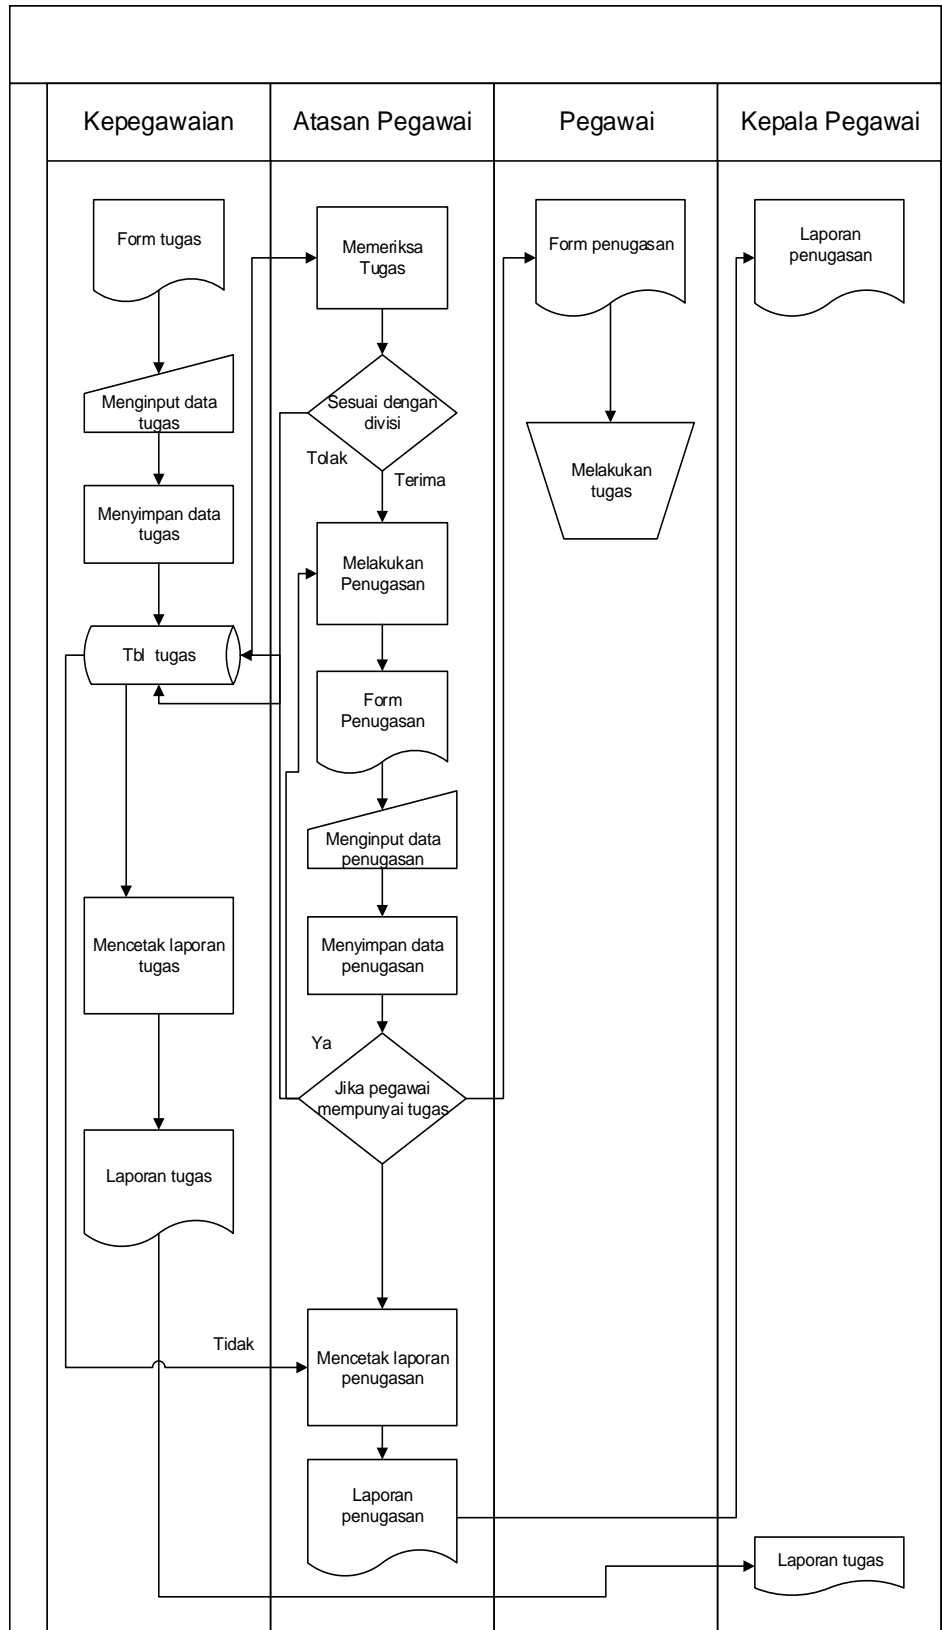 Kepegawaian
Atasan Pegawai
Pegawai
Kepala Pegawai
Form tugas
Menginput data
tugas
Menyimpan data
tugas
Tbl tugas
Mencetak laporan
tugas
Laporan tugas
Memeriksa
Tugas
Sesuai dengan
divisi
Tolak
Terima
Melakukan
Penugasan
Form
Penugasan
Menginput data
penugasan
Menyimpan data
penugasan
Ya
Jika pegawai
mempunyai tugas
Tidak
Mencetak laporan
penugasan
Laporan
penugasan
Form penugasan
Melakukan
tugas
Laporan
penugasan
Laporan tugas